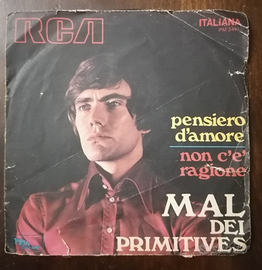 RCA
ITALIANA
pensiero
d'amore
non c'e'
ragione
MAL
DEI
PRIMITIVES